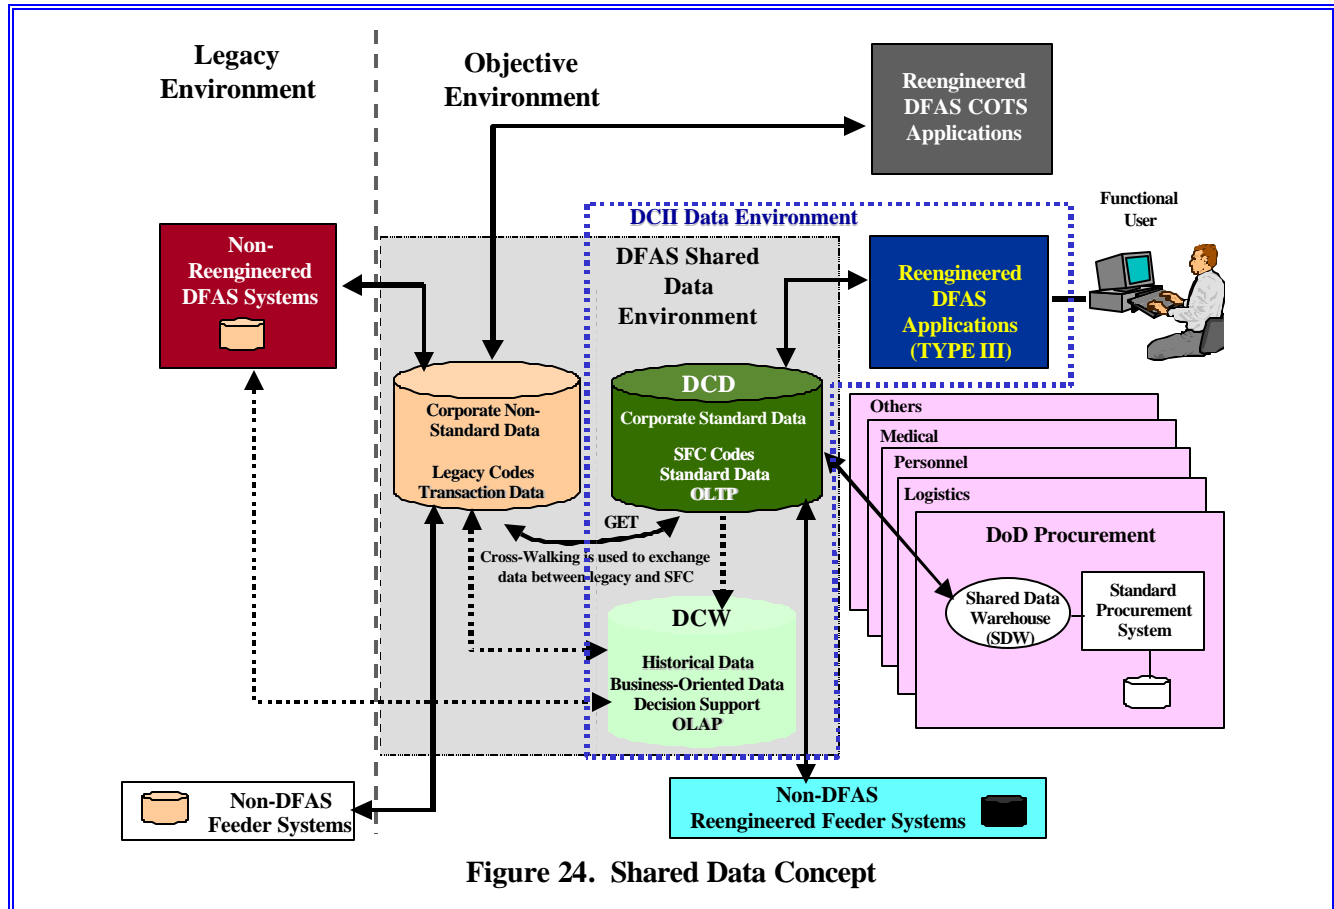 Legacy
Environment
Objective
Environment
Reengineered
DFAS COTS
Applications
Functional
User
DCII Data Environment
Non-
Reengineered
DFAS Systems
DFAS Shared
Data
Environment
Reengineered
DFAS
Applications
(TYPE III)
Corporate Non-
Standard Data
Legacy Codes
Transaction Data
DCD
Corporate Standard Data
SFC Codes
Standard Data
OLTP
Others
Medical
Personnel
Logistics
DoD Procurement
Shared Data
Warehouse
(SDW)
Standard
Procurement
System
GET
Cross-Walking is used to exchange
data between legacy and SFC
DCW
Historical Data
Business-Oriented Data
Decision Support
OLAP
Non-DFAS
Feeder Systems
Non-DFAS
Reengineered Feeder Systems
Figure 24. Shared Data Concept